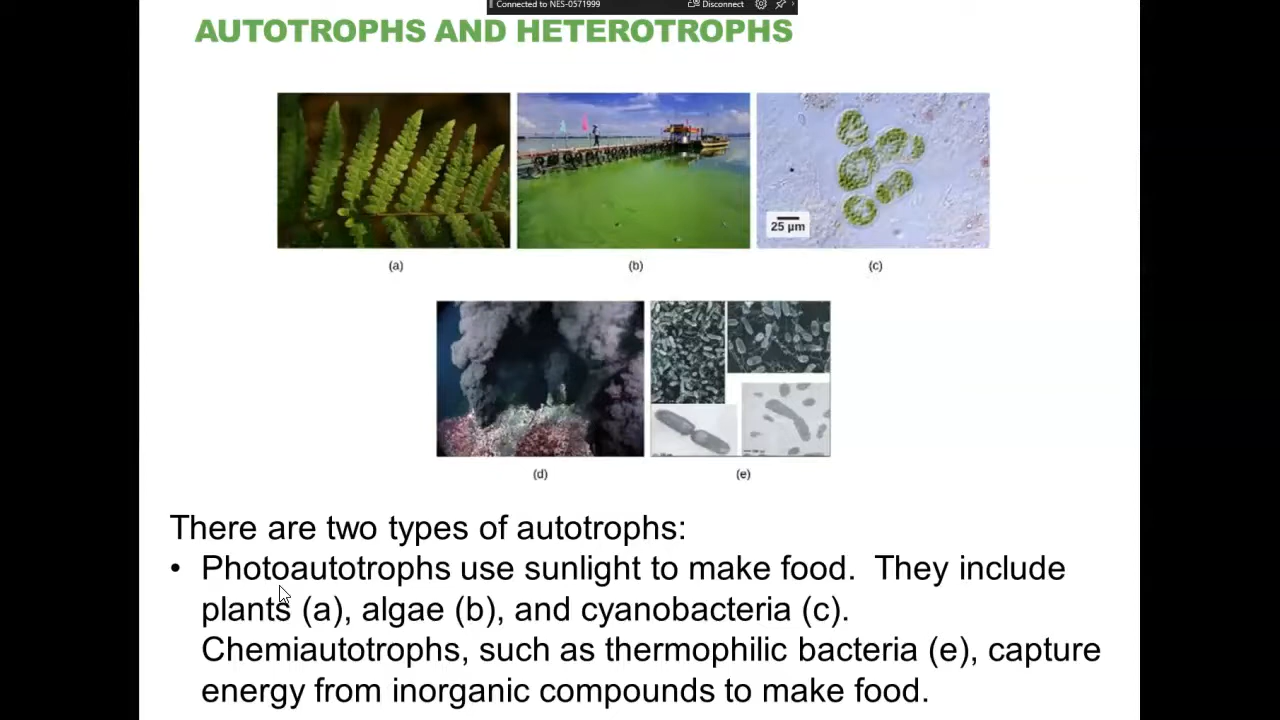 Connected to NES-0571999
Disconnect
AUTOTROPHS AND HETEROTROPHS
25 µm
(a)
(b)
(c)
(d)
(e)
There are two types of autotrophs:
• Photoautotrophs use sunlight to make food. They include
plants (a), algae (b), and cyanobacteria (c).
Chemiautotrophs, such as thermophilic bacteria (e), capture
energy from inorganic compounds to make food.